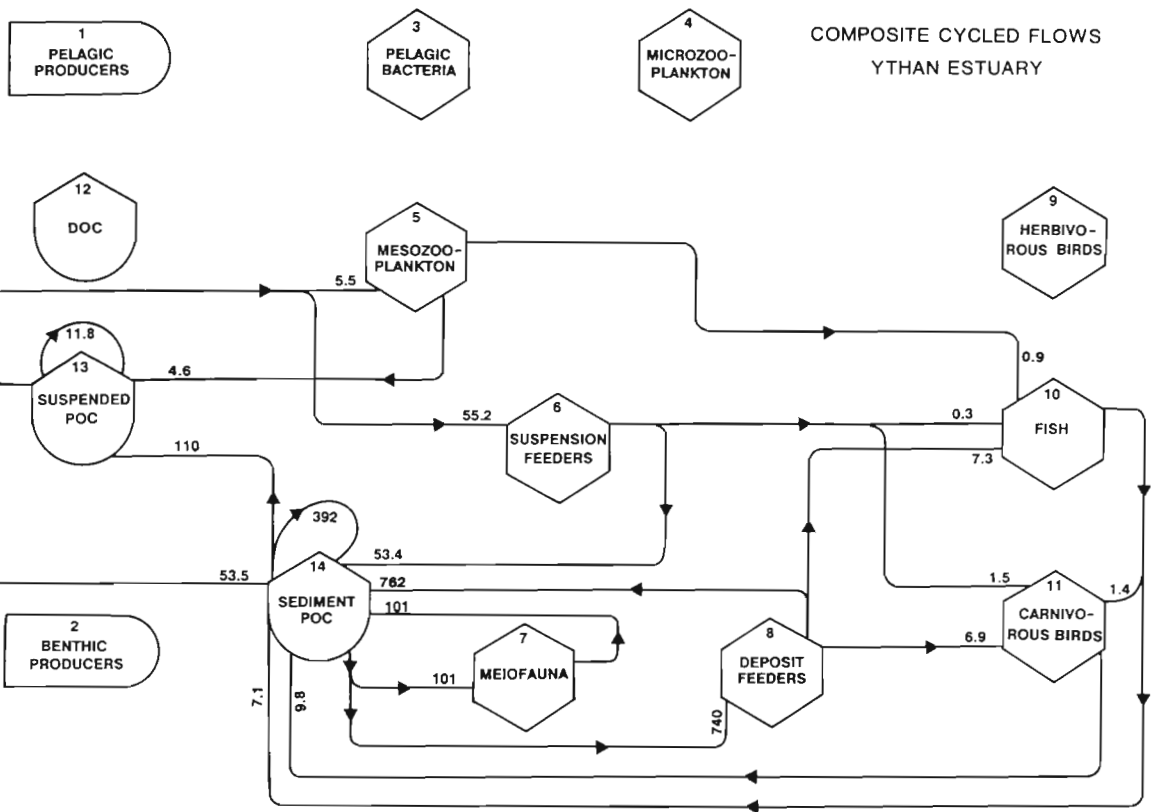 COMPOSITE CYCLED FLOWS
YTHAN ESTUARY
1
PELAGIC
PRODUCERS
3
PELAGIC
BACTERIA
4
MICROZOO-
PLANKTON
12
DOC
5
MESOZOO-
PLANKTON
9
HERBIVO-
ROUS BIRDS
5.5
11.8
13
SUSPENDED
POC
4.6
0.9
110
55.2
6
SUSPENSION
FEEDERS
0.3
7.3
10
FISH
392
53.4
53.5
14
SEDIMENT
POC
762
101
1.5
11
CARNIVO-
ROUS BIRDS
1.4
2
BENTHIC
PRODUCERS
7
MEIOFAUNA
101
8
DEPOSIT
FEEDERS
6.9
7.1
9.8
740